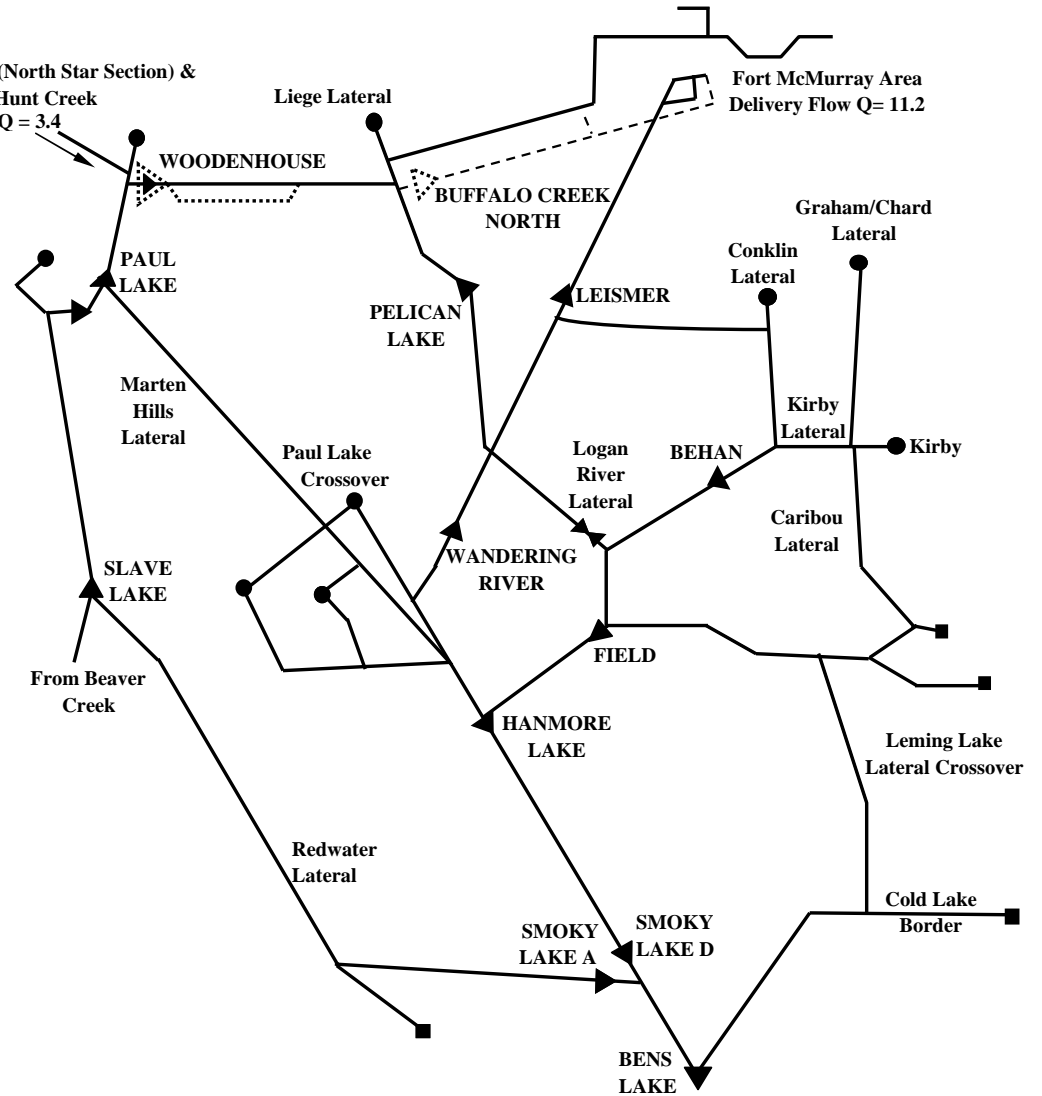 (North Star Section) &
Hunt Creek
Q = 3.4
Liege Lateral
Fort McMurray Area
Delivery Flow Q= 11.2
WOODENHOUSE
BUFFALO CREEK
NORTH
Graham/Chard
Lateral
Conklin
Lateral
PAUL
LAKE
PELICAN
LAKE
LEISMER
Marten
Hills
Lateral
Kirby
Lateral
Paul Lake
Crossover
Logan
River
Lateral
BEHAN
Kirby
Caribou
Lateral
WANDERING
RIVER
SLAVE
LAKE
From Beaver
Creek
FIELD
HANMORE
LAKE
Leming Lake
Lateral Crossover
Redwater
Lateral
Cold Lake
Border
SMOKY
LAKE A
SMOKY
LAKE D
BENS
LAKE